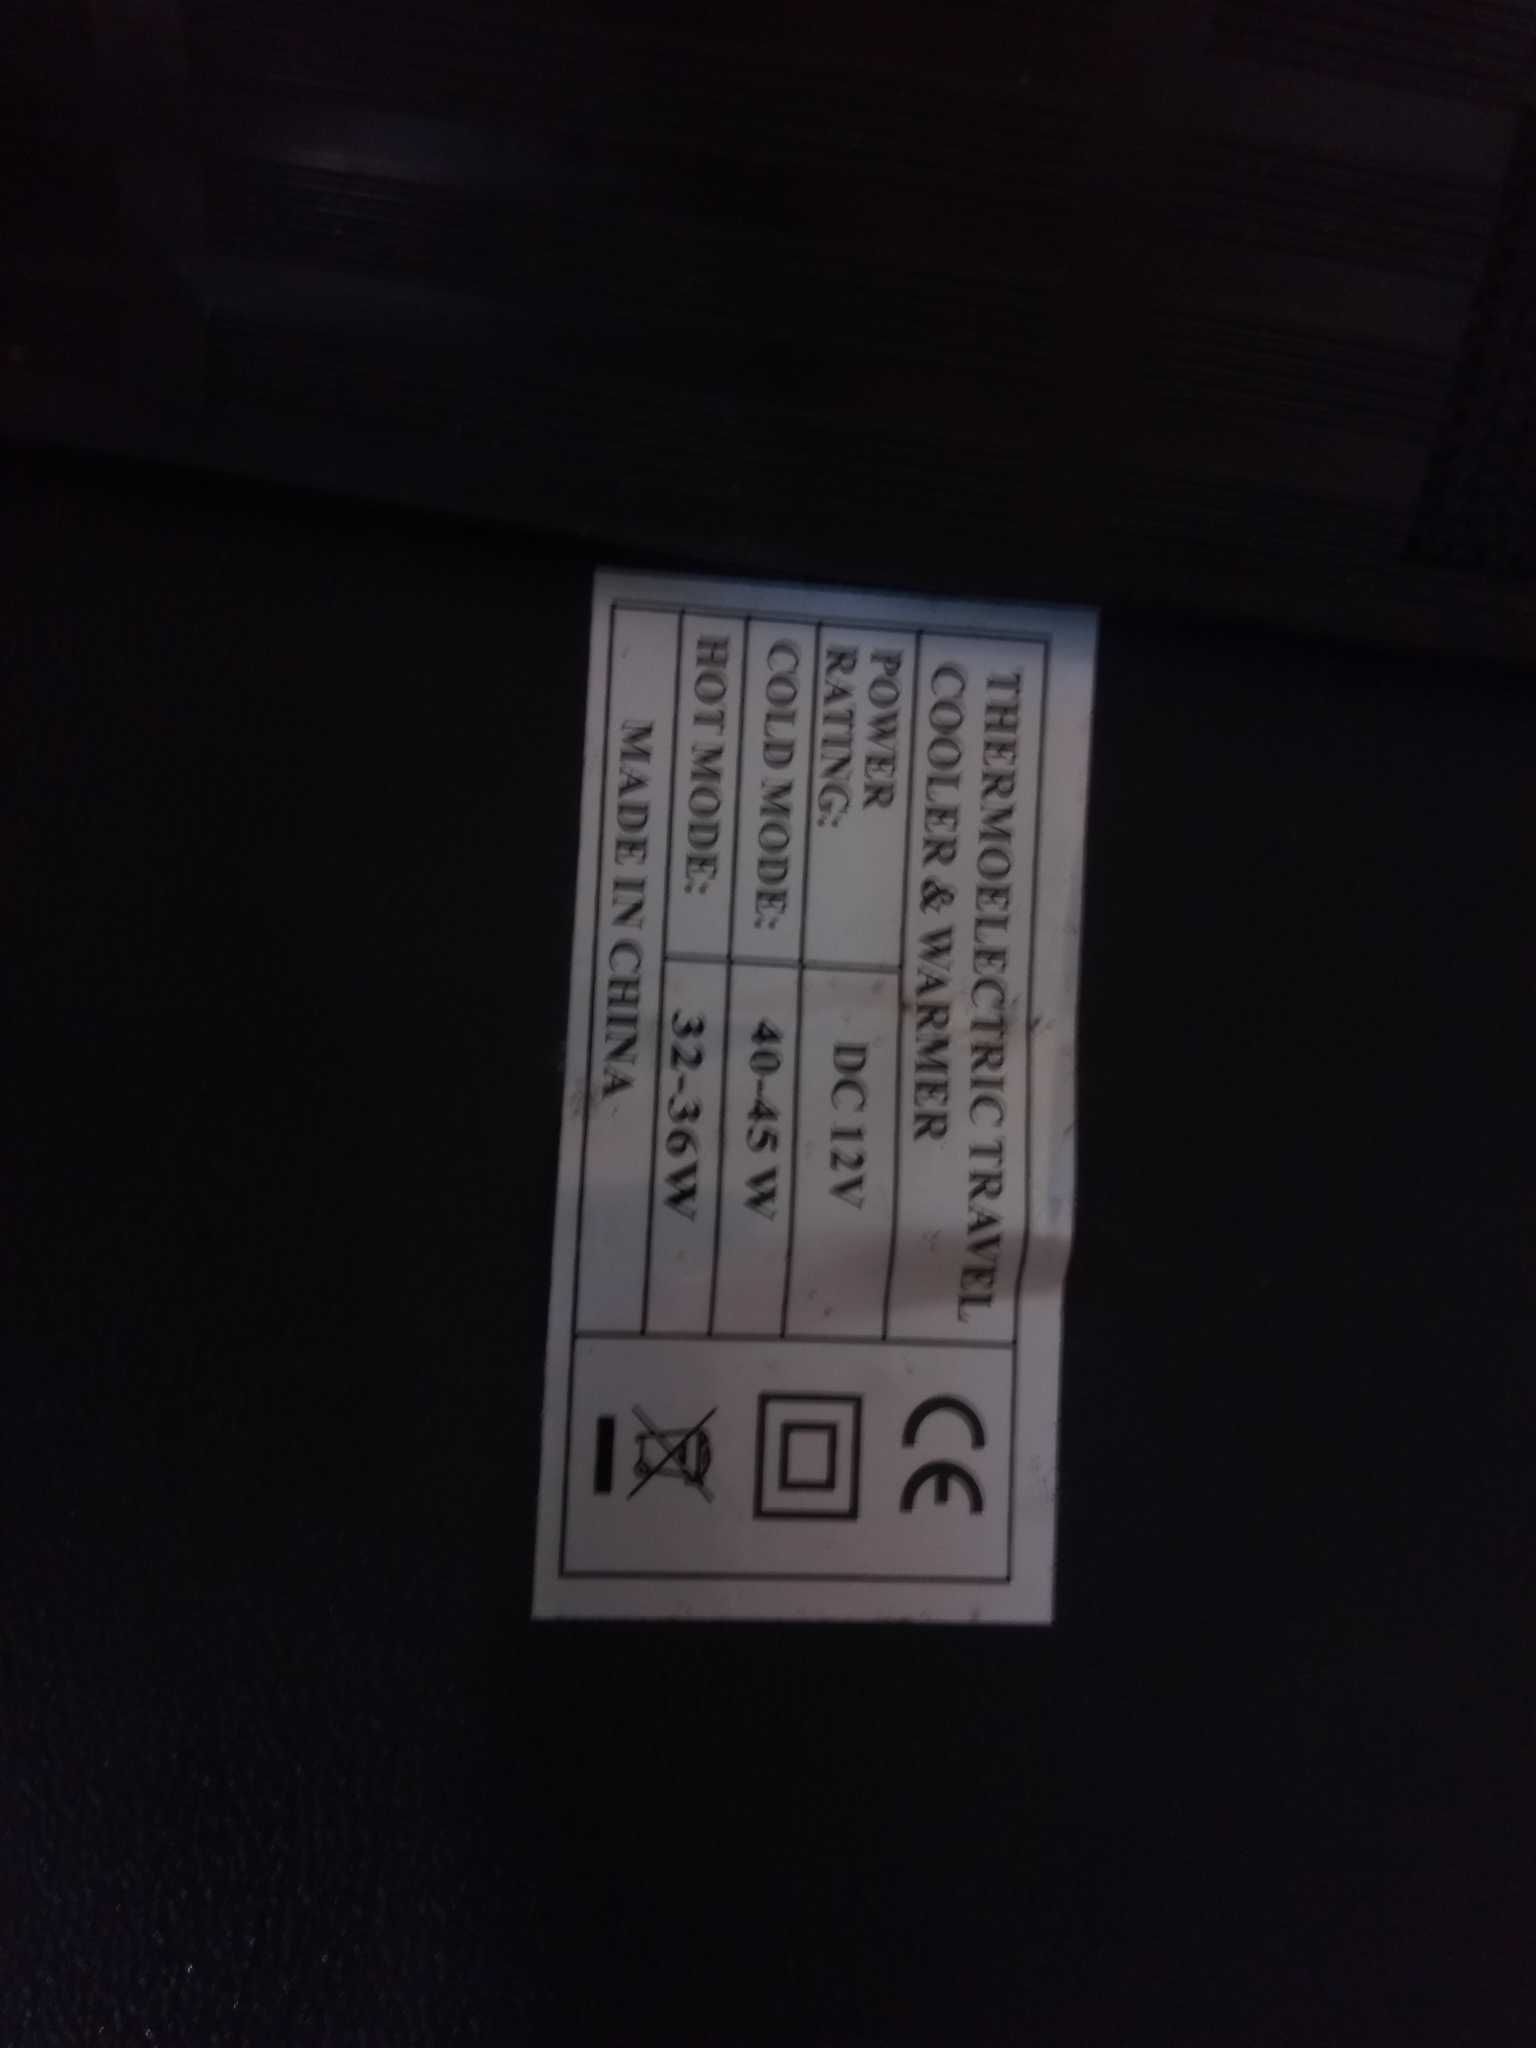 THERMOELECTRIC TRAVEL
COOLER & WARMER
POWER
RATING:
DC 12V
COLD MODE: 40-45 W
HOT MODE: 32-36W
MADE IN CHINA
CE